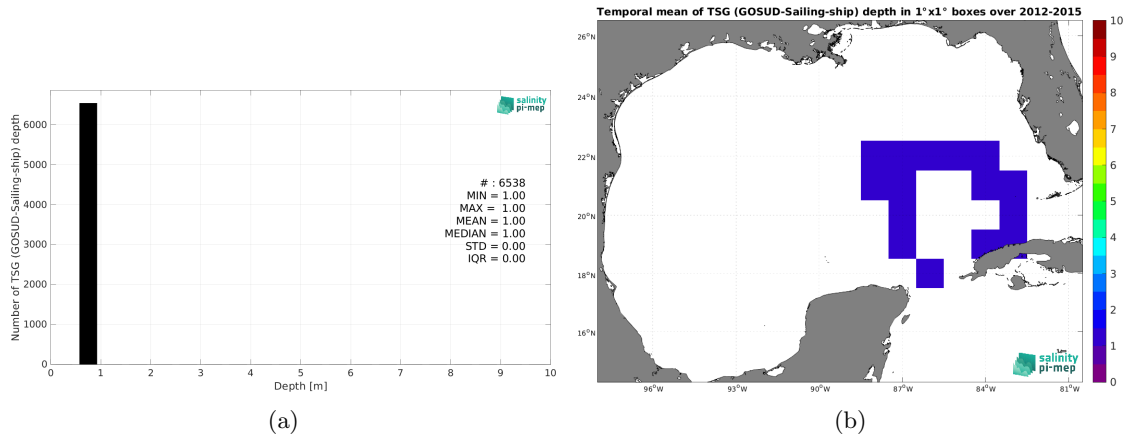 Number of TSG (GOSUD-Sailing-ship) depth
6000
5000
4000
3000
2000
1000
0
0 1 2 3 4 5 6 7 8 9 10
Depth [m]
salinity
pi-mep
# : 6538
MIN = 1.00
MAX = 1.00
MEAN = 1.00
MEDIAN = 1.00
STD = 0.00
IQR = 0.00
(a)
Temporal mean of TSG (GOSUD-Sailing-ship) depth in 1°x1° boxes over 2012-2015
26°N
24°N
22°N
20°N
18°N
16°N
96°W 93°W 90°W 87°W 84°W 81°W
salinity
pi-mep
10
9
8
7
6
5
4
3
2
1
0
(b)